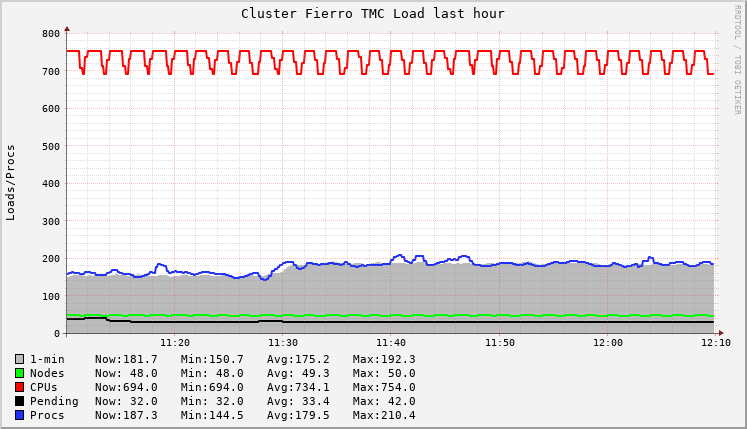 Cluster Fierro TMC Load last hour
RRDTOOL / TOBI OETIKER
Loads/Procs
800
700
600
500
400
300
200
100
0
11:20 11:30 11:40 11:50 12:00 12:10
1-min Now:181.7 Min:150.7 Avg:175.2 Max:192.3
Nodes Now: 48.0 Min: 48.0 Avg: 49.3 Max: 50.0
CPUs Now:694.0 Min:694.0 Avg:734.1 Max:754.0
Pending Now: 32.0 Min: 32.0 Avg: 33.4 Max: 42.0
Procs Now:187.3 Min:144.5 Avg:179.5 Max:210.4